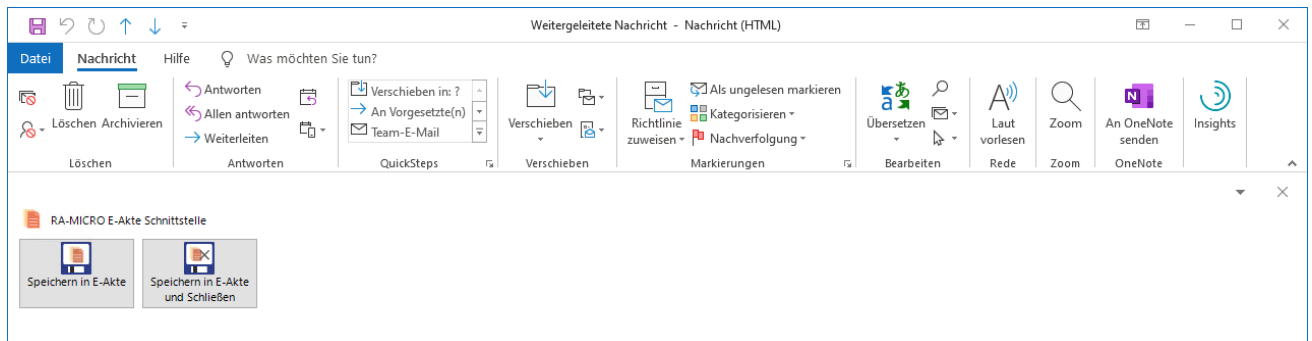 Weitergeleitete Nachricht - Nachricht (HTML)
Datei Nachricht Hilfe Was möchten Sie tun?
Löschen Archivieren
Löschen
Antworten
Allen antworten
Weiterleiten
Antworten
Verschieben in: ?
An Vorgesetzte(n)
Team-E-Mail
QuickSteps
Verschieben
Verschieben
Richtlinie
zuweisen
Als ungelesen markieren
Kategorisieren
Nachverfolgung
Markierungen
Übersetzen
Bearbeiten
Laut
vorlesen
Rede
Zoom
Zoom
An OneNote
senden
OneNote
Insights
RA-MICRO E-Akte Schnittstelle
Speichern in E-Akte
Speichern in E-Akte
und Schließen